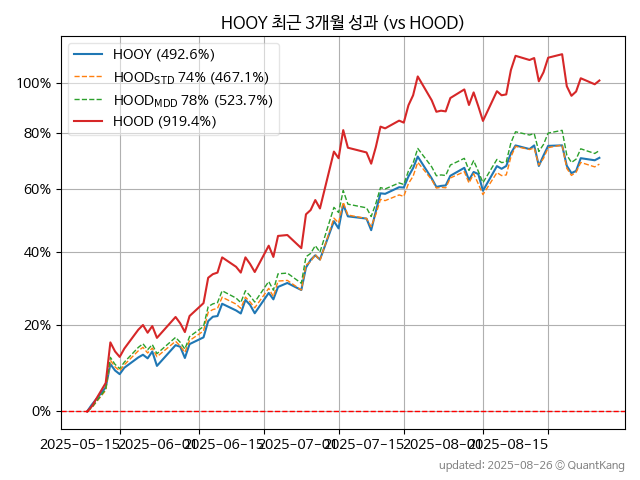 HOOY 최근 3개월 성과 (vs HOOD)
HOOY (492.6%)
HOOD_STD 74% (467.1%)
HOOD_MDD 78% (523.7%)
HOOD (919.4%)
100%
80%
60%
40%
20%
0%
2025-05-15
2025-06-01
2025-06-15
2025-07-01
2025-07-15
2025-08-01
2025-08-15
updated: 2025-08-26 © QuantKang